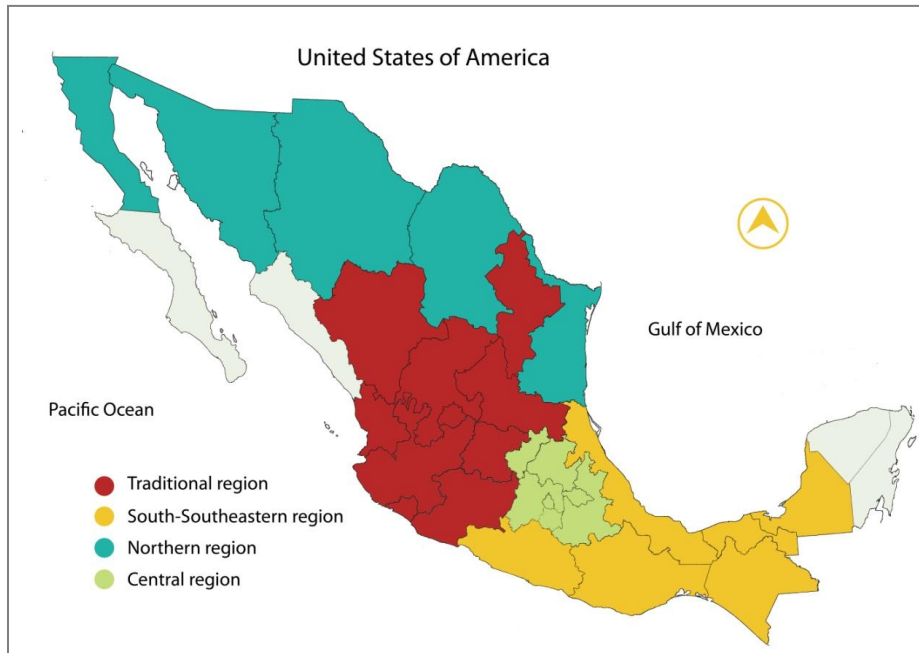 United States of America
Gulf of Mexico
Pacific Ocean
Traditional region
South-Southeastern region
Northern region
Central region